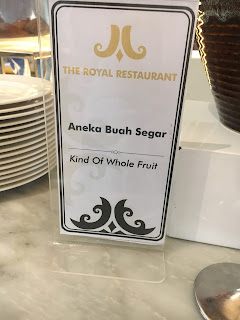 THE ROYAL RESTAURANT
Aneka Buah Segar
Kind Of Whole Fruit